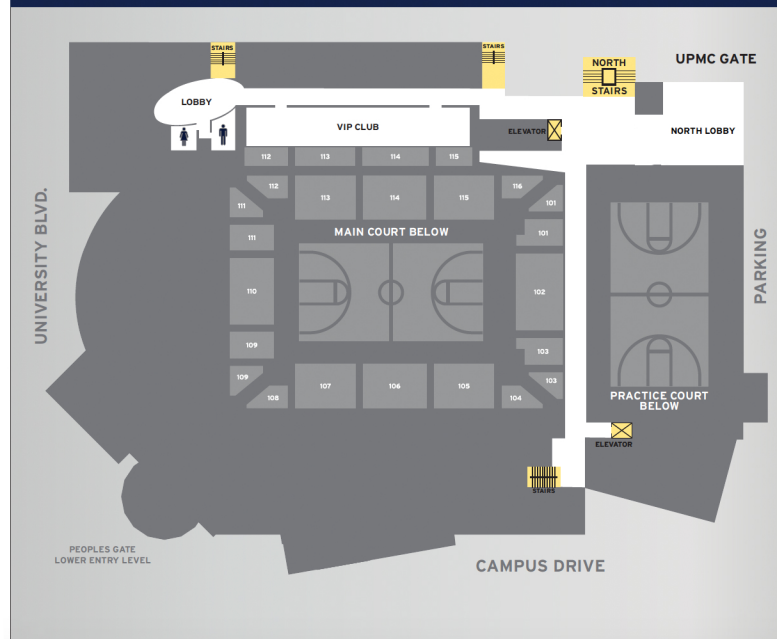 STAIRS
STAIRS
NORTH
STAIRS
UPMC GATE
LOBBY
VIP CLUB
ELEVATOR
NORTH LOBBY
112
113
114
115
112
113
114
115
116
111
101
111
101
MAIN COURT BELOW
UNIVERSITY BLVD.
PARKING
110
102
109
103
109
103
108
107
106
105
104
PRACTICE COURT
BELOW
ELEVATOR
STAIRS
PEOPLES GATE
LOWER ENTRY LEVEL
CAMPUS DRIVE